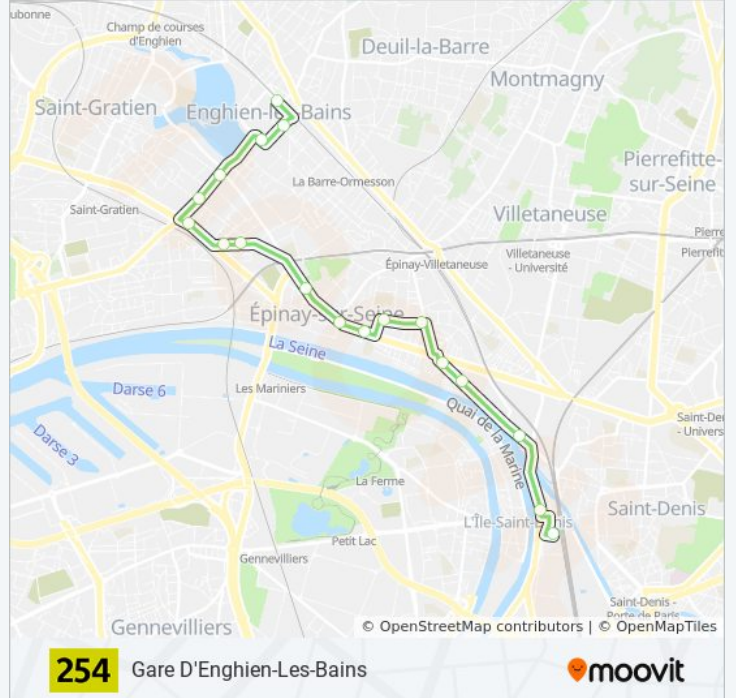 ubonne
Champ de courses
d'Enghien
Deuil-la-Barre
Montmagny
Saint-Gratien
Enghien-les-Bains
Pierrefitte-
sur-Seine
La Barre-Ormesson
Saint-Gratien
Villetaneuse
Pierre
Pierrefit
Épinay-Villetaneuse
Villetaneuse
- Université
Épinay-sur-Seine
La Seine
Darse 6
Les Mariniers
Quai de la Marine
Saint-De
- Univers
Darse 3
La Ferme
L'Île-Saint-Denis
Saint-Denis
Petit Lac
Gennevilliers
Saint-Denis -
Porte de Paris
Gennevilliers
© OpenStreetMap contributors | © OpenMapTiles
254 Gare D'Enghien-Les-Bains
moovit